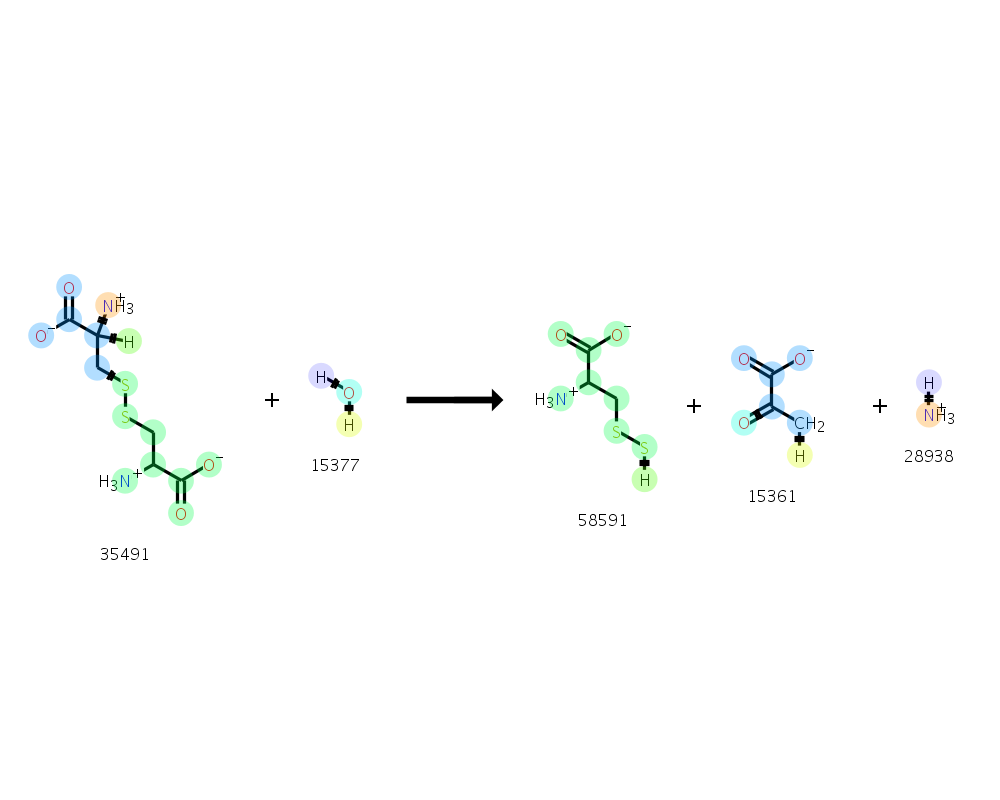 O
NH3+
O−
H
S
S
H3N+
O−
O
35491
+
H
O
H
15377
O
O−
H3N+
S
S
H
58591
+
O
O−
O
CH2
H
15361
+
H
NH3+
28938